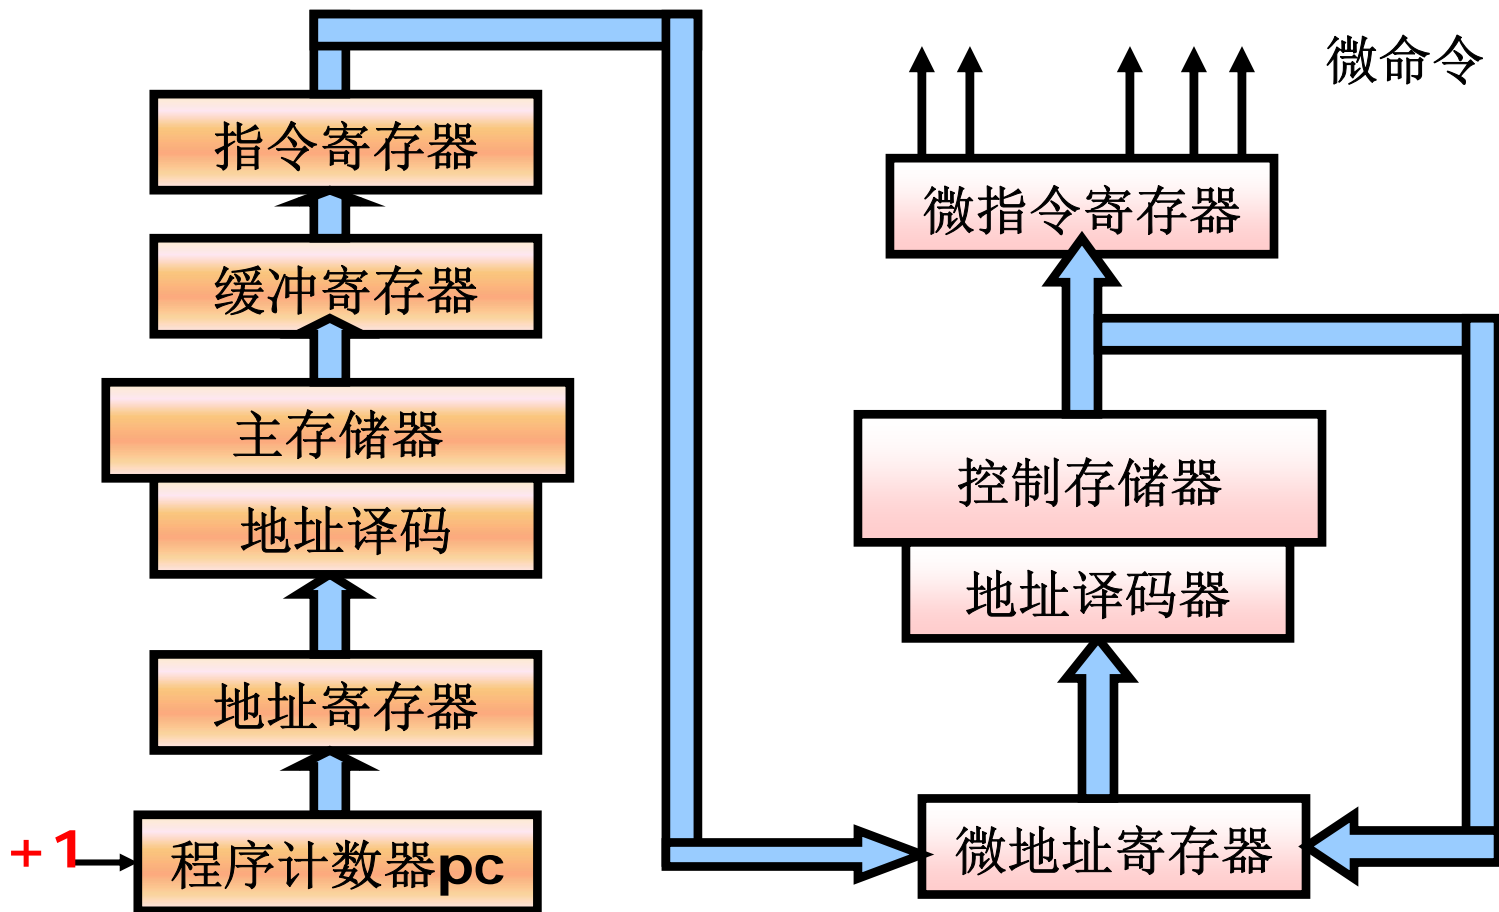 指令寄存器
缓冲寄存器
主存储器
地址译码
地址寄存器
+1
程序计数器pc
微命令
微指令寄存器
控制存储器
地址译码器
微地址寄存器